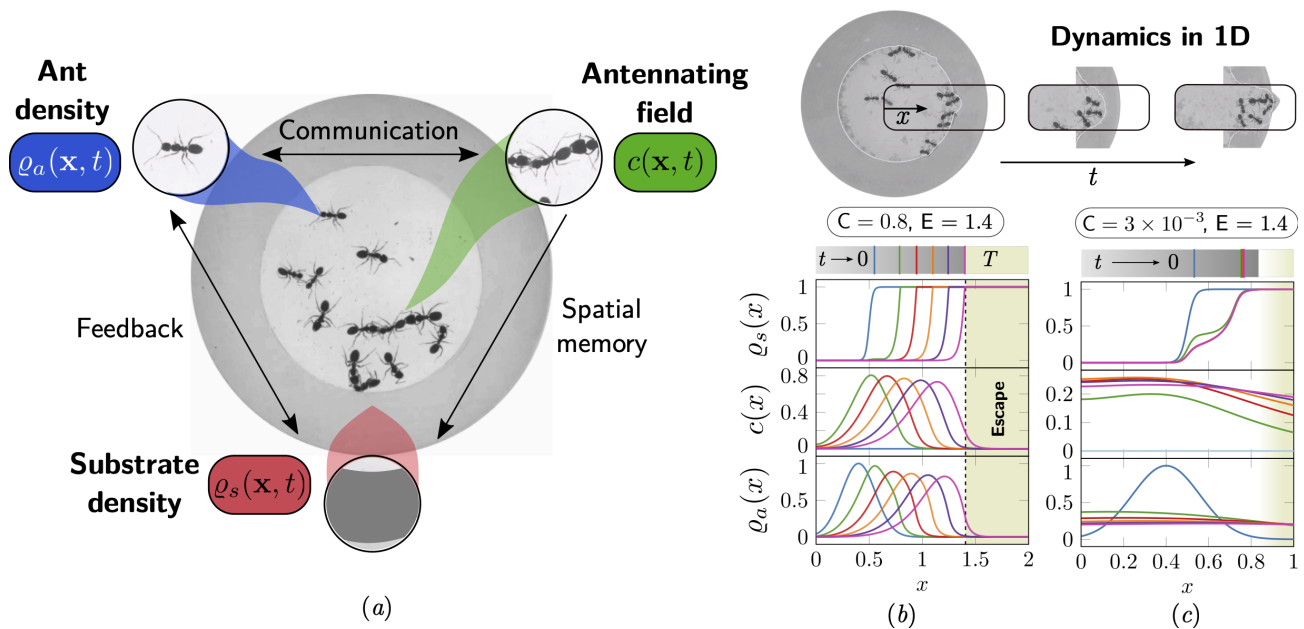 Ant
density
ϱₐ(x, t)
Communication
Antennating
field
c(x, t)
Feedback
Spatial
memory
Substrate
density
ϱₛ(x, t)
(a)
Dynamics in 1D
x
t
C = 0.8, E = 1.4
t → 0
T
ϱₛ(x)
1
0.5
0
c(x)
0.8
0.4
0
ϱₐ(x)
1
0.5
0
Escape
0 0.5 1 1.5 2
x
(b)
C = 3 × 10⁻³, E = 1.4
t → 0
1
0.5
0
0.2
0.1
0
1
0.5
0
0 0.2 0.4 0.6 0.8 1
x
(c)